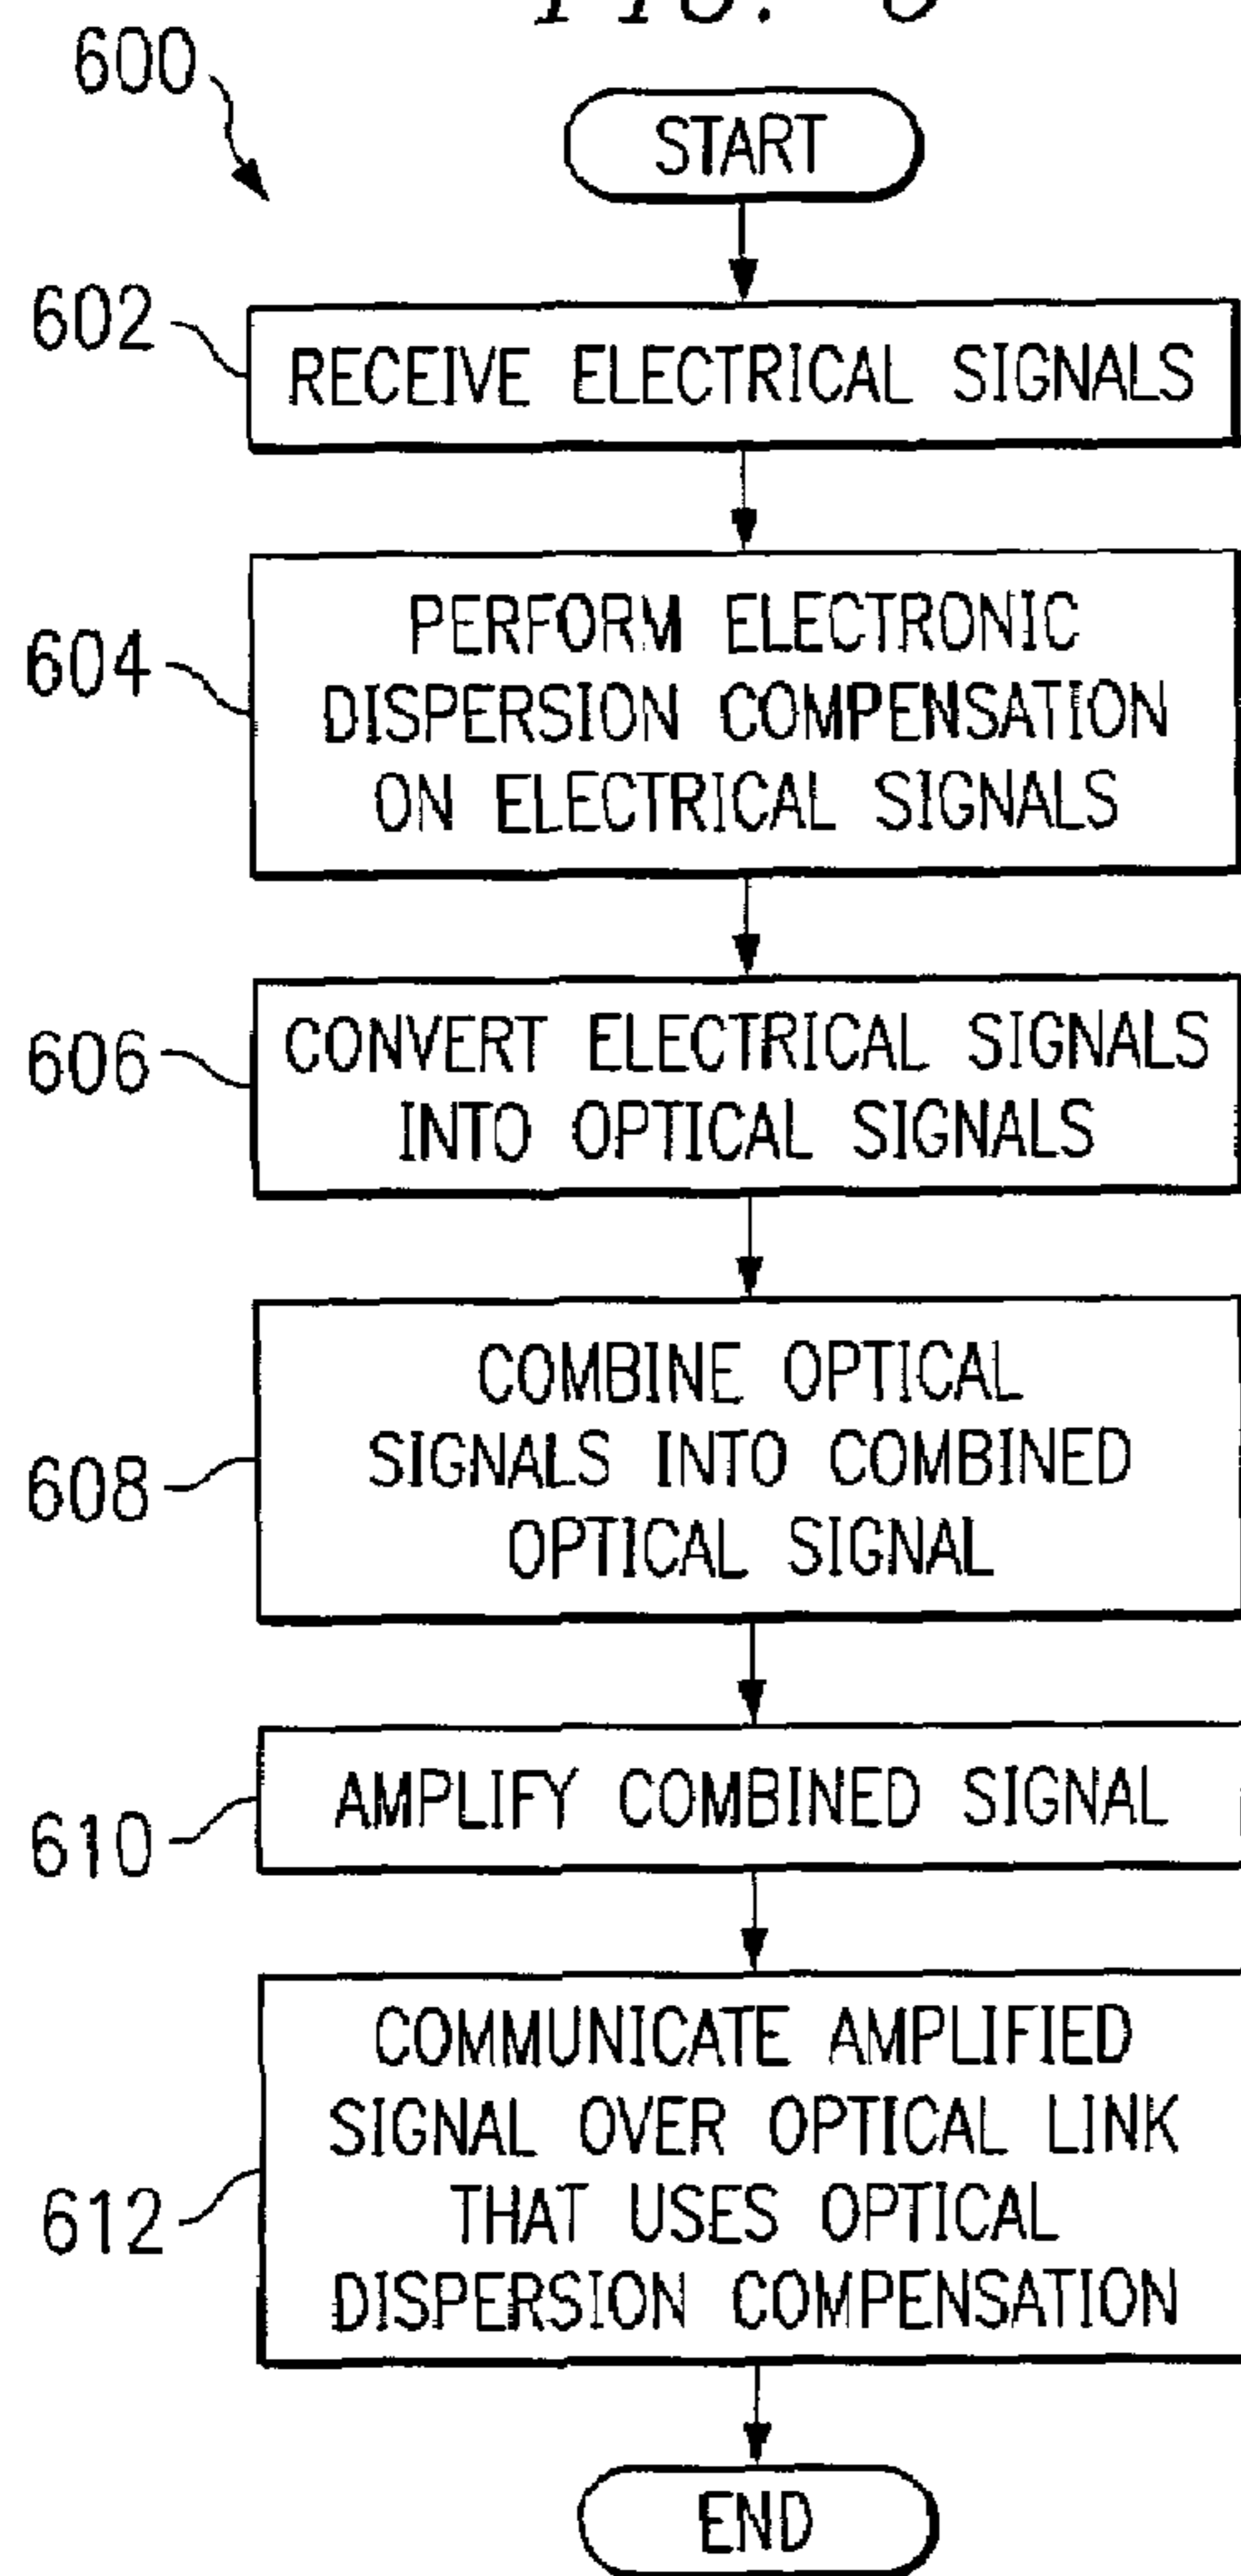 FIG. 6
600
START
602
RECEIVE ELECTRICAL SIGNALS
604
PERFORM ELECTRONIC
DISPERSION COMPENSATION
ON ELECTRICAL SIGNALS
606
CONVERT ELECTRICAL SIGNALS
INTO OPTICAL SIGNALS
608
COMBINE OPTICAL
SIGNALS INTO COMBINED
OPTICAL SIGNAL
610
AMPLIFY COMBINED SIGNAL
612
COMMUNICATE AMPLIFIED
SIGNAL OVER OPTICAL LINK
THAT USES OPTICAL
DISPERSION COMPENSATION
END